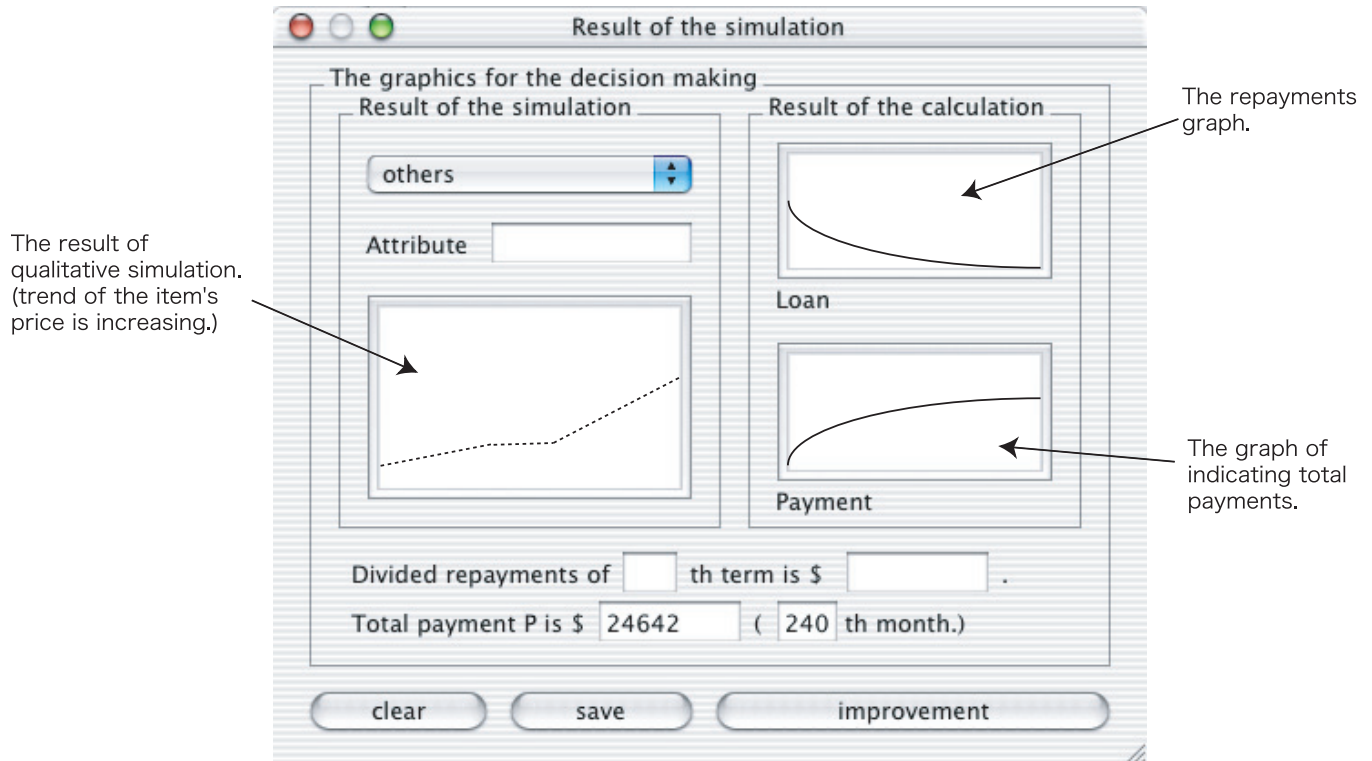 Result of the simulation
The graphics for the decision making
Result of the simulation
others
Attribute
Result of the calculation
Loan
Payment
Divided repayments of th term is $ .
Total payment P is $ 24642 ( 240 th month.)
clear save improvement
The result of
qualitative simulation.
(trend of the item's
price is increasing.)
The repayments
graph.
The graph of
indicating total
payments.